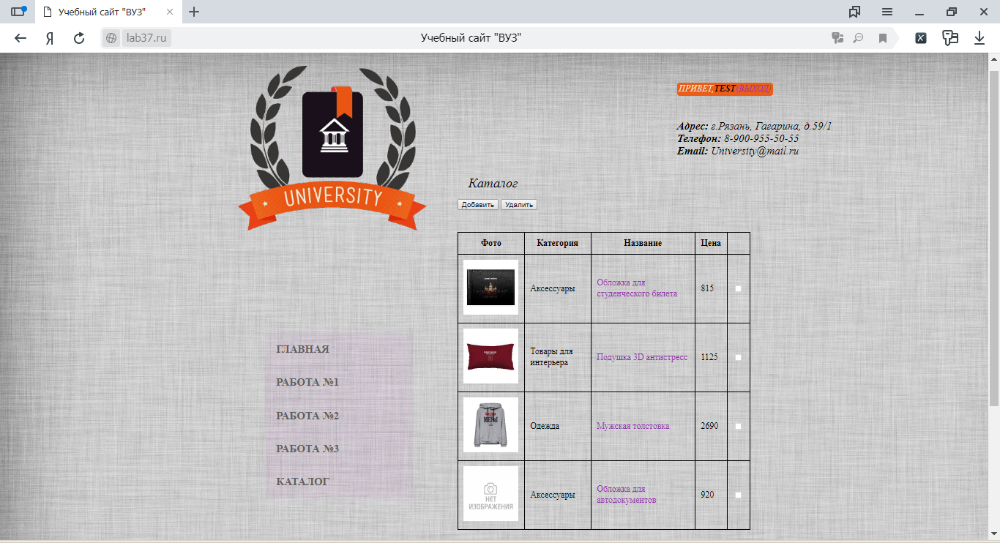 Учебный сайт "ВУЗ"
lab37.ru
Учебный сайт "ВУЗ"
UNIVERSITY
ПРИВЕТ,TEST(ВЫХОД)
Адрес: г.Рязань, Гагарина, д.59/1
Телефон: 8-900-955-50-55
Email: University@mail.ru
Каталог
Добавить Удалить
ГЛАВНАЯ
РАБОТА №1
РАБОТА №2
РАБОТА №3
КАТАЛОГ
Фото Категория Название Цена
Аксессуары Обложка для студенческого билета 815
Товары для интерьера Подушка 3D антистресс 1125
Одежда Мужская толстовка 2690
НЕТ
ИЗОБРАЖЕНИЯ
Аксессуары Обложка для автодокументов 920